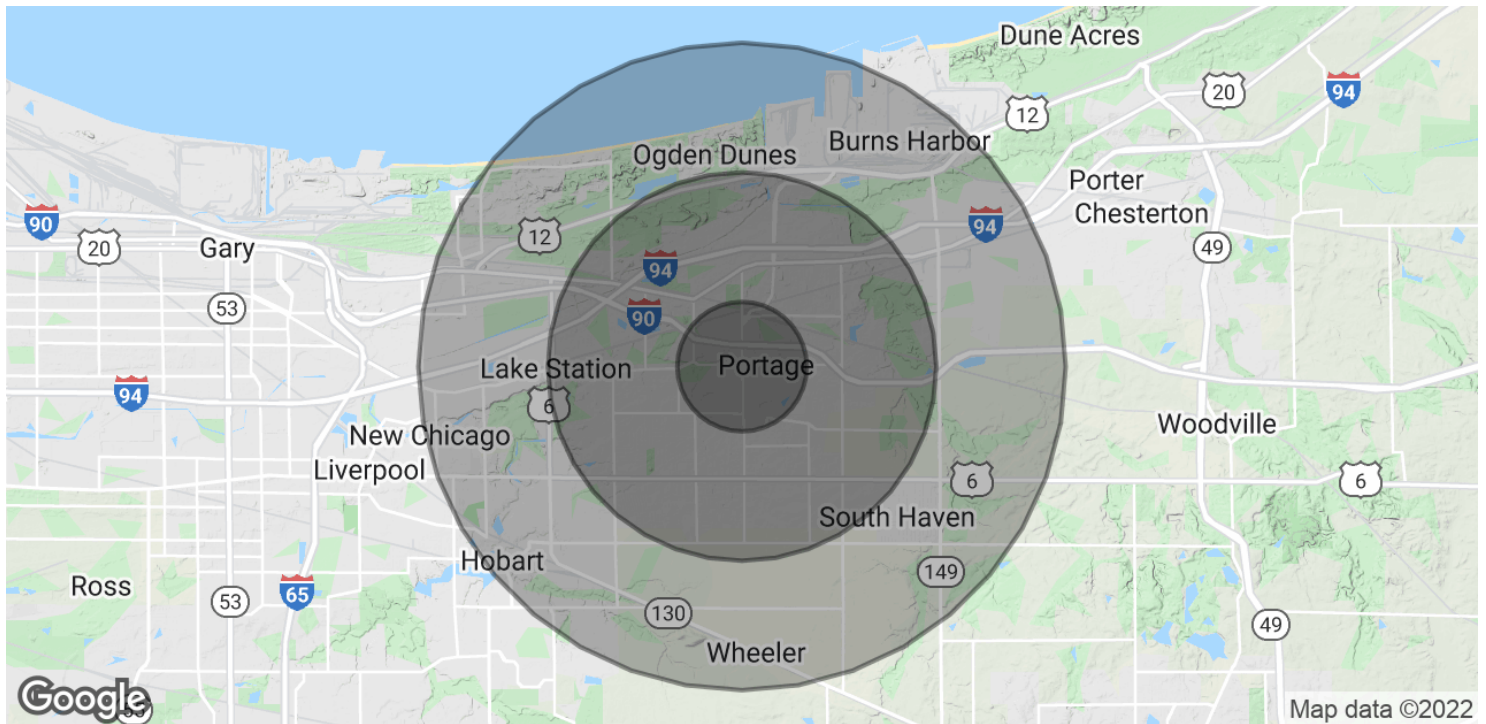 Dune Acres
20
94
12
Burns Harbor
Ogden Dunes
Porter
Chesterton
90
20
Gary
12
94
94
49
53
90
Portage
Lake Station
94
6
New Chicago
Liverpool
Woodville
6
6
South Haven
Hobart
149
Ross
65
53
130
49
Wheeler
Google
Map data ©2022